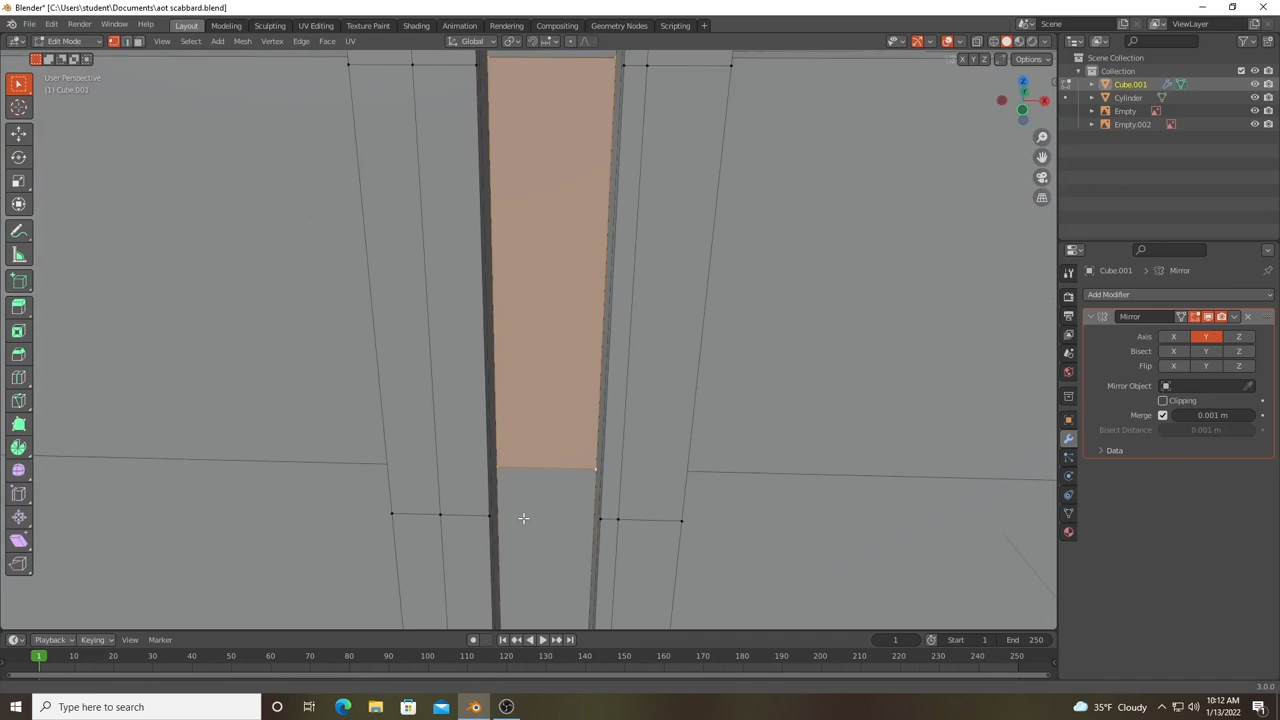 Blender* [C:\Users\student\Documents\aot scabbard.blend]
File Edit Render Window Help Layout Modeling Sculpting UV Editing Texture Paint Shading Animation Rendering Compositing Geometry Nodes Scripting + Scene ViewLayer
Edit Mode View Select Add Mesh Vertex Edge Face UV Global
X Y Z Options
User Perspective
(1) Cube.001
Z
Y
X
Scene Collection
Collection
Cube.001
Cylinder
Empty
Empty.002
Cube.001 Mirror
Add Modifier
Mirror
Axis X Y Z
Bisect X Y Z
Flip X Y Z
Mirror Object
Clipping
Merge 0.001 m
Bisect Distance 0.001 m
Data
Playback Keying View Marker 1 Start 1 End 250
1 10 20 30 40 50 60 70 80 90 100 110 120 130 140 150 160 170 180 190 200 210 220 230 240 250
3.0.0
Type here to search 35°F Cloudy 10:12 AM
1/13/2022